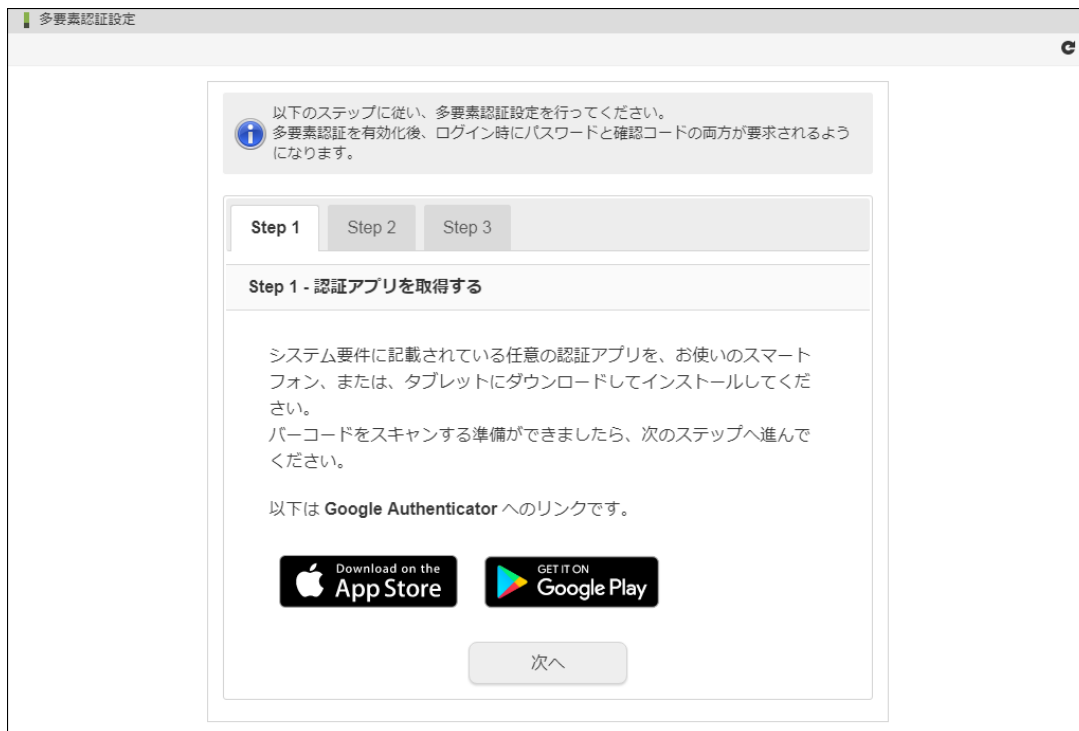 多要素認証設定
以下のステップに従い、多要素認証設定を行ってください。
多要素認証を有効化後、ログイン時にパスワードと確認コードの両方が要求されるよう
になります。
Step 1 Step 2 Step 3
Step 1 - 認証アプリを取得する
システム要件に記載されている任意の認証アプリを、お使いのスマート
フォン、または、タブレットにダウンロードしてインストールしてくだ
さい。
バーコードをスキャンする準備ができましたら、次のステップへ進んで
ください。
以下は Google Authenticator へのリンクです。
Download on the
App Store
GET IT ON
Google Play
次へ